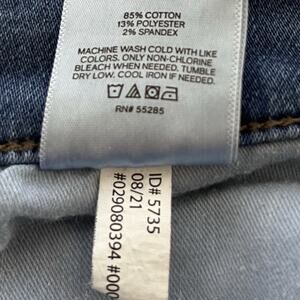 85% COTTON
13% POLYESTER
2% SPANDEX
MACHINE WASH COLD WITH LIKE
COLORS. ONLY NON-CHLORINE
BLEACH WHEN NEEDED. TUMBLE
DRY LOW. COOL IRON IF NEEDED.
RN# 55285
ID# 5735
08/21
#029080394 #000